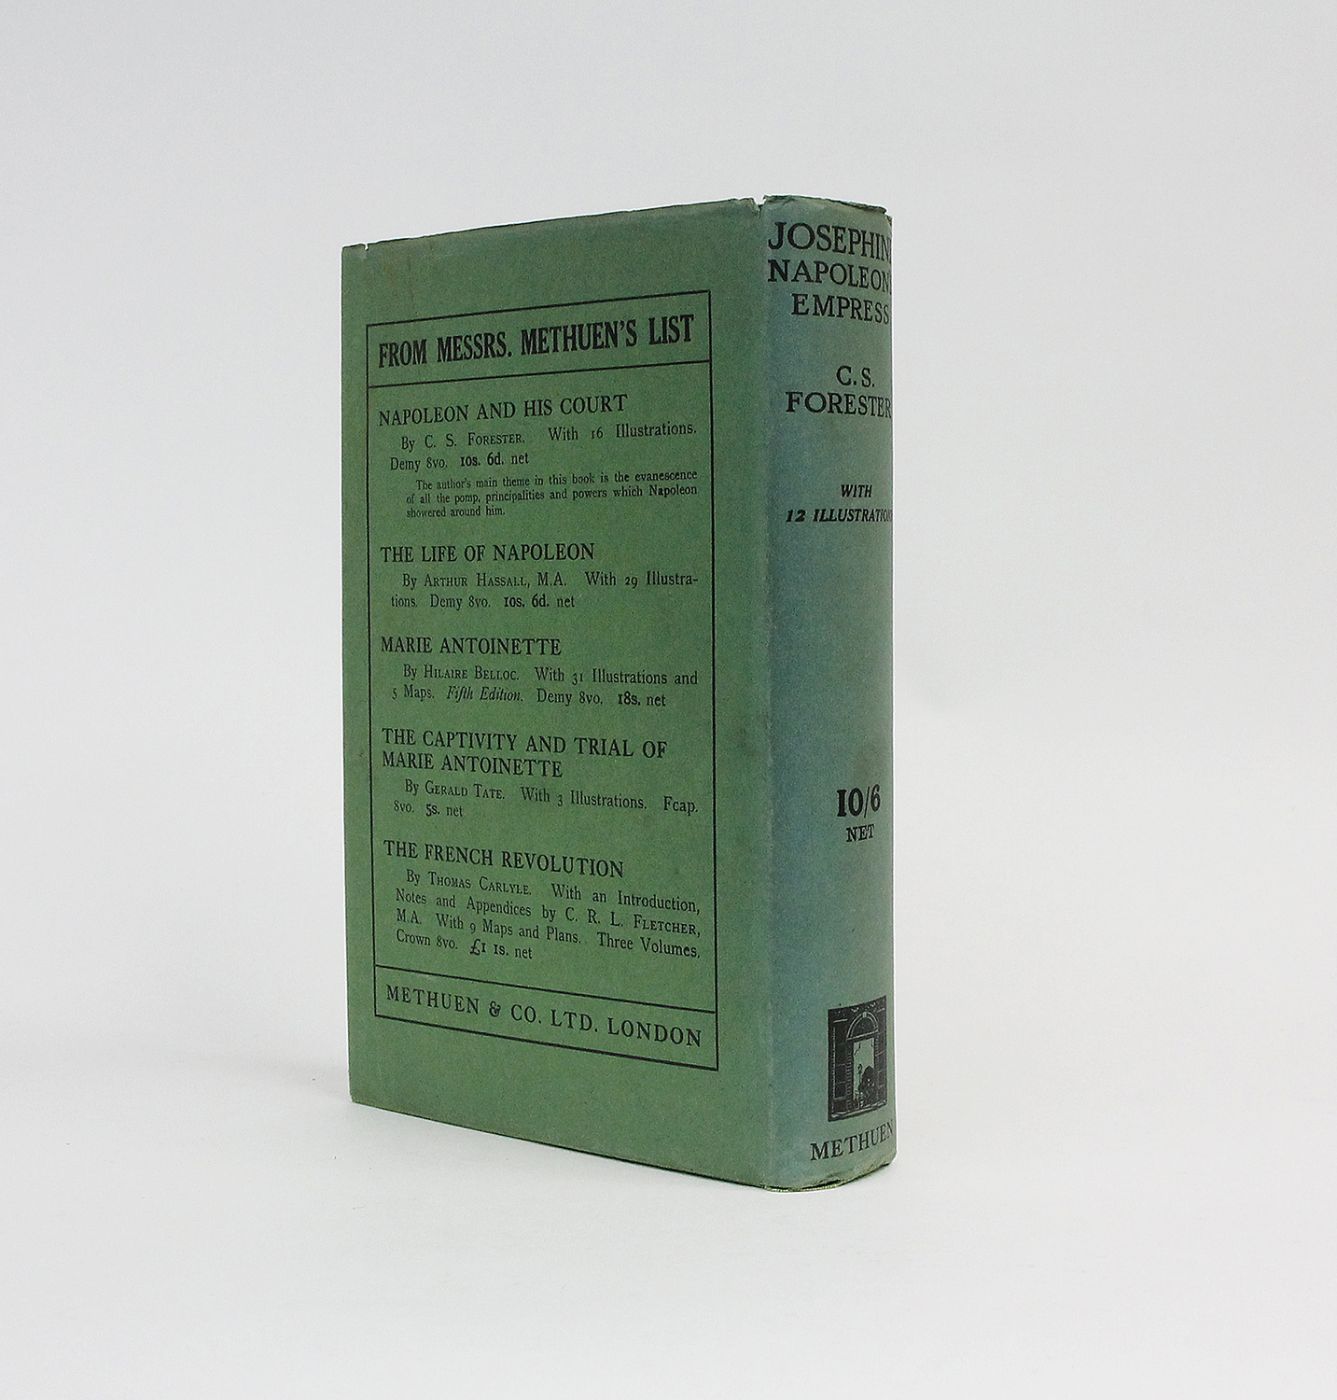 FROM MESSRS. METHUEN'S LIST
NAPOLEON AND HIS COURT
By C. S. FORESTER. With 16 Illustrations.
Demy 8vo. 10s. 6d. net
The author's main theme in this book is the evanescence
of all the pomp, principalities and powers which Napoleon
showered around him.
THE LIFE OF NAPOLEON
By ARTHUR HASSALL, M.A. With 29 Illustra-
tions. Demy 8vo. 10s. 6d. net
MARIE ANTOINETTE
By HILAIRE BELLOC. With 31 Illustrations and
5 Maps. Fifth Edition. Demy 8vo. 18s. net
THE CAPTIVITY AND TRIAL OF
MARIE ANTOINETTE
By GERALD TATE. With 3 Illustrations. Fcap.
8vo. 5s. net
THE FRENCH REVOLUTION
By THOMAS CARLYLE. With an Introduction,
Notes and Appendices by C. R. L. FLETCHER,
M.A. With 9 Maps and Plans. Three Volumes.
Crown 8vo. £1 1s. net
METHUEN & CO. LTD. LONDON
JOSEPHINE
NAPOLEON'S
EMPRESS
C. S.
FORESTER
WITH
12 ILLUSTRATIONS
10/6
NET
METHUEN